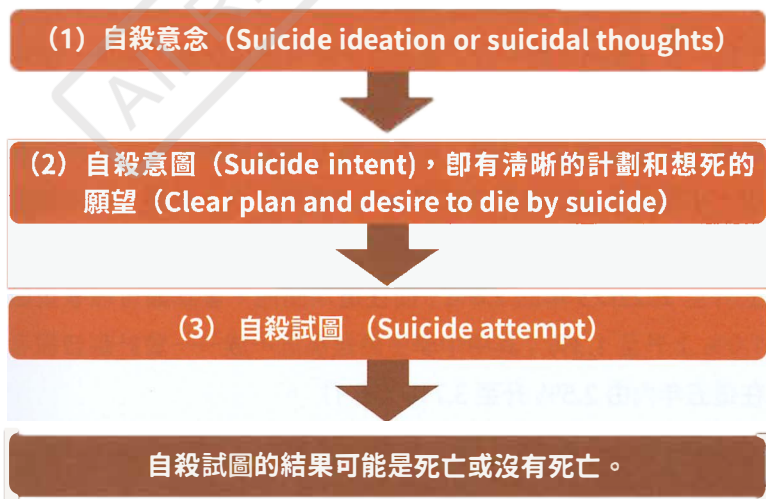 （1）自殺意念（Suicide ideation or suicidal thoughts）
（2）自殺意圖（Suicide intent)，即有清晰的計劃和想死的
願望（Clear plan and desire to die by suicide）
（3） 自殺試圖 （Suicide attempt）
自殺試圖的結果可能是死亡或沒有死亡。